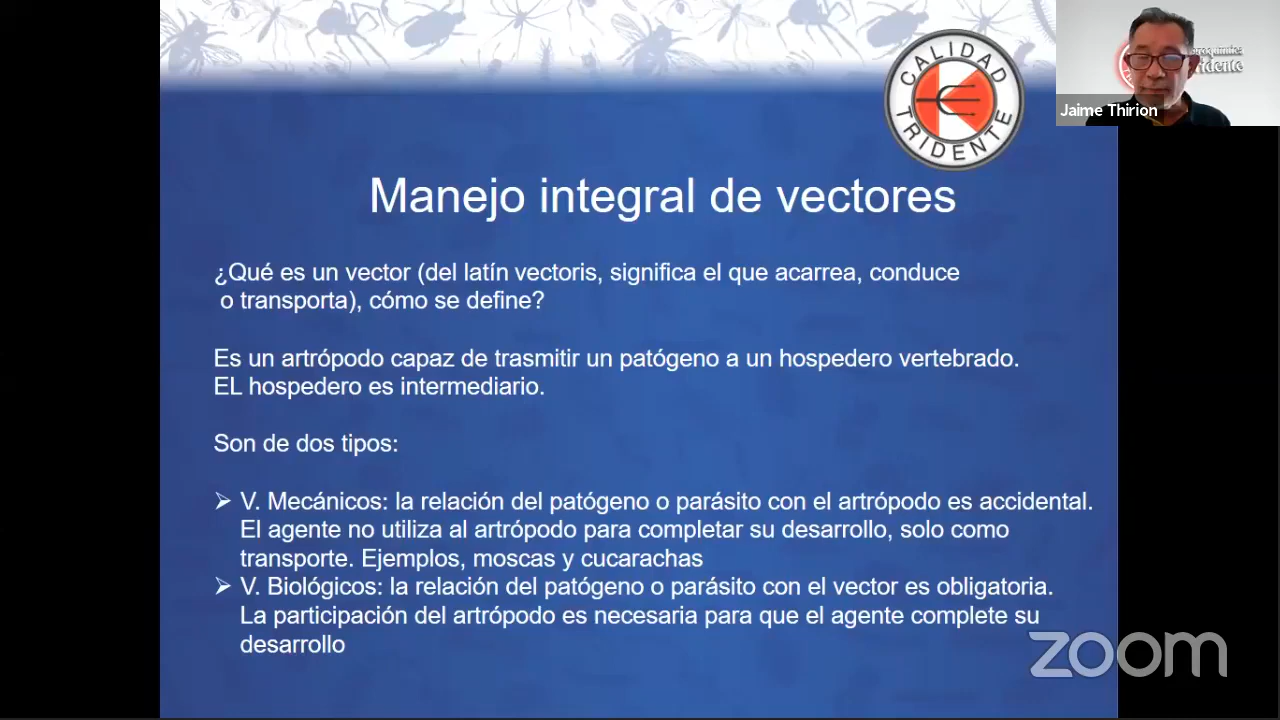 CALIDAD
TRIDENTE
Jaime Thirion
Manejo integral de vectores
¿Qué es un vector (del latín vectoris, significa el que acarrea, conduce
o transporta), cómo se define?
Es un artrópodo capaz de trasmitir un patógeno a un hospedero vertebrado.
EL hospedero es intermediario.
Son de dos tipos:
➢ V. Mecánicos: la relación del patógeno o parásito con el artrópodo es accidental.
El agente no utiliza al artrópodo para completar su desarrollo, solo como
transporte. Ejemplos, moscas y cucarachas
➢ V. Biológicos: la relación del patógeno o parásito con el vector es obligatoria.
La participación del artrópodo es necesaria para que el agente complete su
desarrollo
zoom